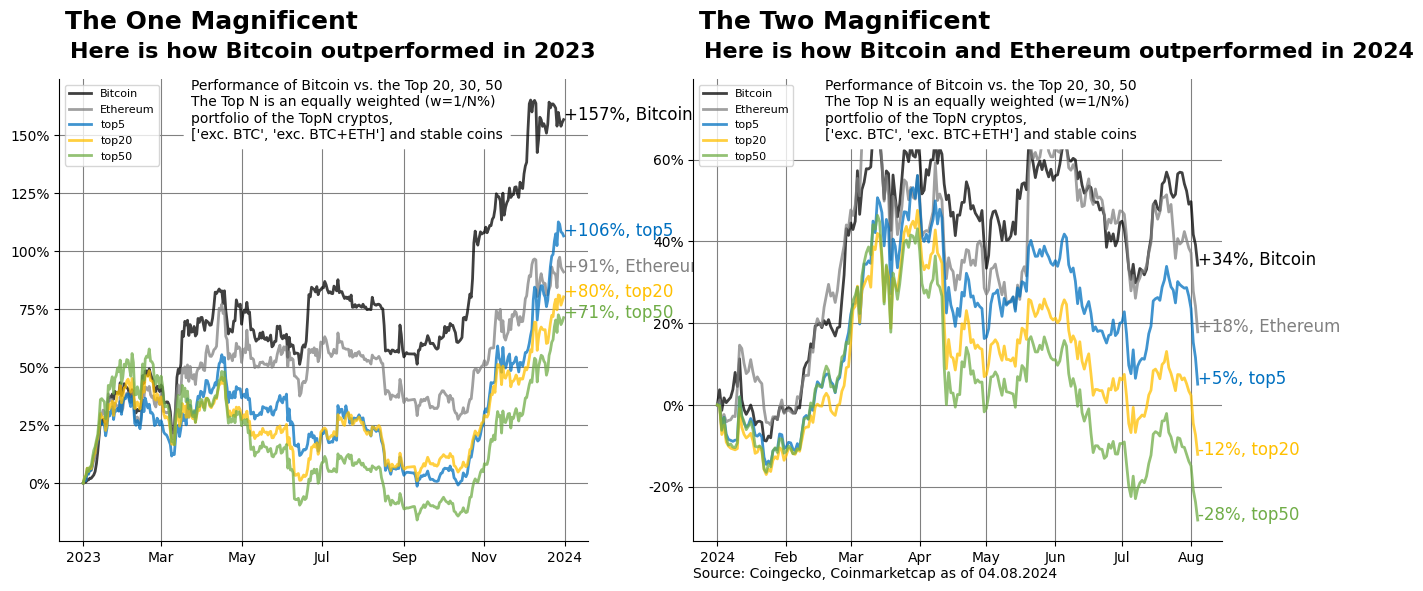 The One Magnificent
Here is how Bitcoin outperformed in 2023
Bitcoin
Ethereum
top5
top20
top50
Performance of Bitcoin vs. the Top 20, 30, 50
The Top N is an equally weighted (w=1/N%)
portfolio of the TopN cryptos,
['exc. BTC', 'exc. BTC+ETH'] and stable coins
150%
125%
100%
75%
50%
25%
0%
+157%, Bitcoin
+106%, top5
+91%, Ethereum
+80%, top20
+71%, top50
2023
Mar
May
Jul
Sep
Nov
2024
The Two Magnificent
Here is how Bitcoin and Ethereum outperformed in 2024
Bitcoin
Ethereum
top5
top20
top50
Performance of Bitcoin vs. the Top 20, 30, 50
The Top N is an equally weighted (w=1/N%)
portfolio of the TopN cryptos,
['exc. BTC', 'exc. BTC+ETH'] and stable coins
60%
40%
20%
0%
-20%
+34%, Bitcoin
+18%, Ethereum
+5%, top5
-12%, top20
-28%, top50
2024
Feb
Mar
Apr
May
Jun
Jul
Aug
Source: Coingecko, Coinmarketcap as of 04.08.2024